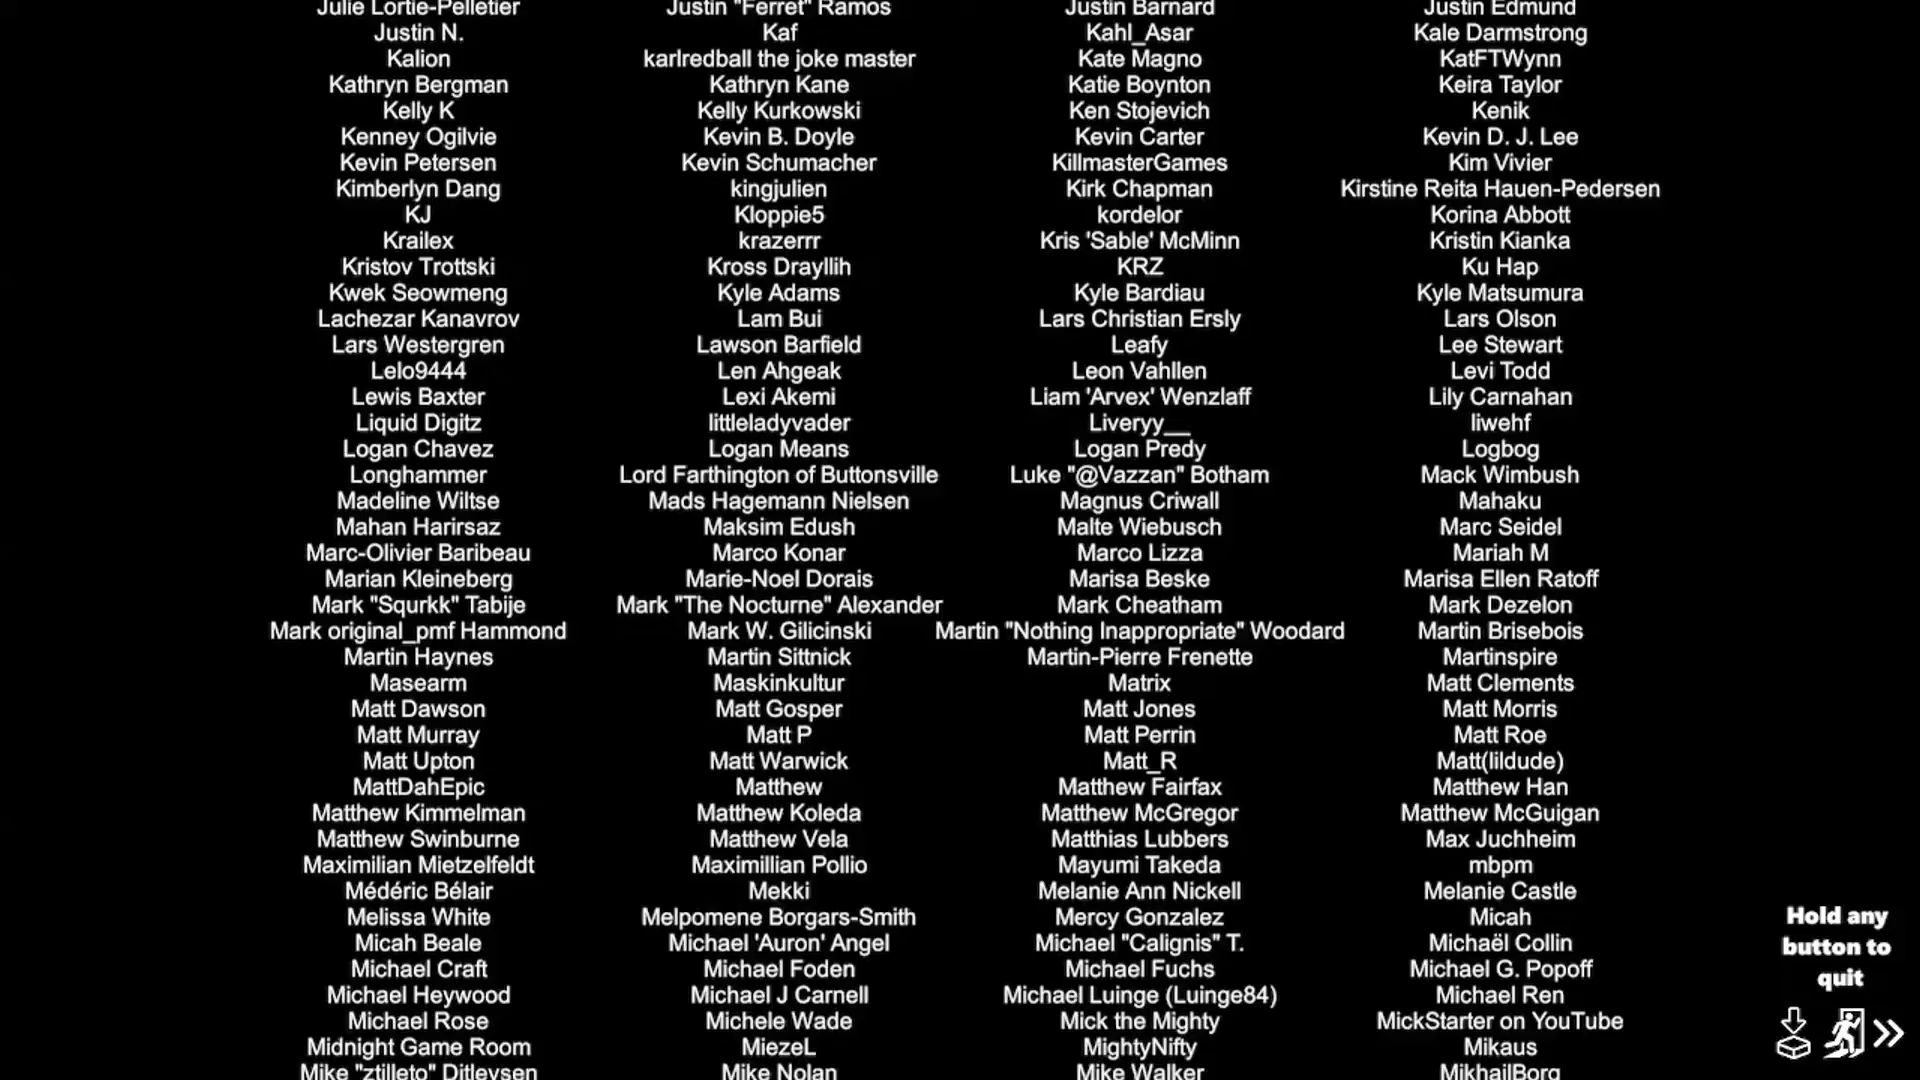 Julie Lortie-Pelletier Justin "Ferret" Ramos Justin Barnard Justin Edmund
Justin N. Kaf Kahl_Asar Kale Darmstrong
Kalion karlredball the joke master Kate Magno KatFTWynn
Kathryn Bergman Kathryn Kane Katie Boynton Keira Taylor
Kelly K Kelly Kurkowski Ken Stojevich Kenik
Kenney Ogilvie Kevin B. Doyle Kevin Carter Kevin D. J. Lee
Kevin Petersen Kevin Schumacher KillmasterGames Kim Vivier
Kimberlyn Dang kingjulien Kirk Chapman Kirstine Reita Hauen-Pedersen
KJ Kloppie5 kordelor Korina Abbott
Krailex krazerrr Kris 'Sable' McMinn Kristin Kianka
Kristov Trottski Kross Drayllih KRZ Ku Hap
Kwek Seowmeng Kyle Adams Kyle Bardiau Kyle Matsumura
Lachezar Kanavrov Lam Bui Lars Christian Ersly Lars Olson
Lars Westergren Lawson Barfield Leafy Lee Stewart
Lelo9444 Len Ahgeak Leon Vahllen Levi Todd
Lewis Baxter Lexi Akemi Liam 'Arvex' Wenzlaff Lily Carnahan
Liquid Digitz littleladyvader Liveryy__ liwehf
Logan Chavez Logan Means Logan Predy Logbog
Longhammer Lord Farthington of Buttonsville Luke "@Vazzan" Botham Mack Wimbush
Madeline Wiltse Mads Hagemann Nielsen Magnus Criwall Mahaku
Mahan Harirsaz Maksim Edush Malte Wiebusch Marc Seidel
Marc-Olivier Baribeau Marco Konar Marco Lizza Mariah M
Marian Kleineberg Marie-Noel Dorais Marisa Beske Marisa Ellen Ratoff
Mark "Squrkk" Tabije Mark "The Nocturne" Alexander Mark Cheatham Mark Dezelon
Mark original_pmf Hammond Mark W. Gilicinski Martin "Nothing Inappropriate" Woodard Martin Brisebois
Martin Haynes Martin Sittnick Martin-Pierre Frenette Martinspire
Masearm Maskinkultur Matrix Matt Clements
Matt Dawson Matt Gosper Matt Jones Matt Morris
Matt Murray Matt P Matt Perrin Matt Roe
Matt Upton Matt Warwick Matt_R Matt(lildude)
MattDahEpic Matthew Matthew Fairfax Matthew Han
Matthew Kimmelman Matthew Koleda Matthew McGregor Matthew McGuigan
Matthew Swinburne Matthew Vela Matthias Lubbers Max Juchheim
Maximilian Mietzelfeldt Maximillian Pollio Mayumi Takeda mbpm
Médéric Bélair Mekki Melanie Ann Nickell Melanie Castle
Melissa White Melpomene Borgars-Smith Mercy Gonzalez Micah
Micah Beale Michael 'Auron' Angel Michael "Calignis" T. Michaël Collin
Michael Craft Michael Foden Michael Fuchs Michael G. Popoff
Michael Heywood Michael J Carnell Michael Luinge (Luinge84) Michael Ren
Michael Rose Michele Wade Mick the Mighty MickStarter on YouTube
Midnight Game Room MiezeL MightyNifty Mikaus
Mike "ztilleto" Ditlevsen Mike Nolan Mike Walker MikhailBorg
Hold any
button to
quit